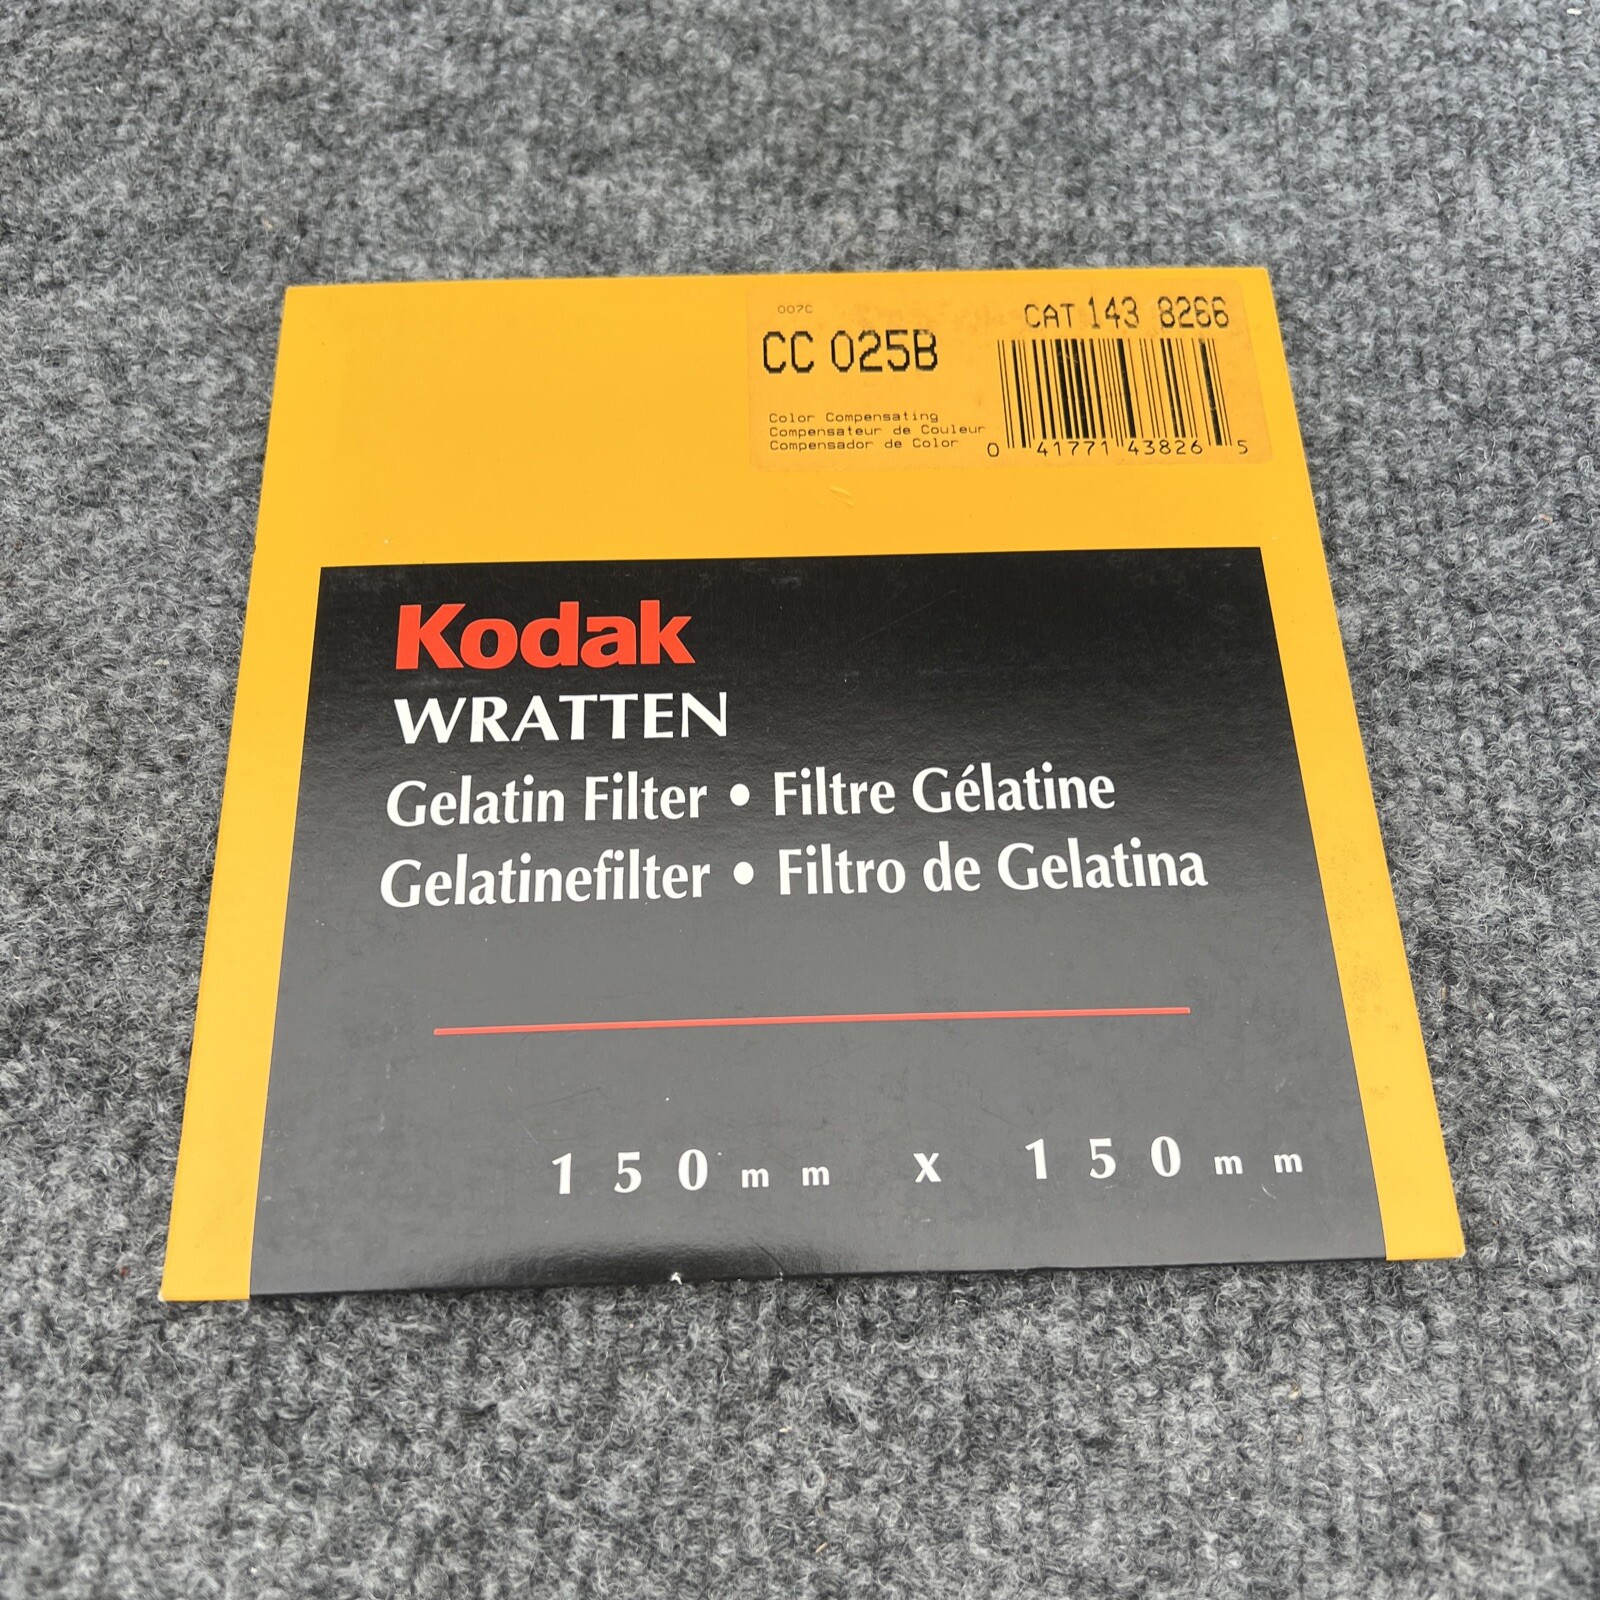 007C
CC 025B
CAT 143 8266
Color Compensating
Compensateur de Couleur
Compensador de Color
0 41771 43826 5
Kodak
WRATTEN
Gelatin Filter • Filtre Gélatine
Gelatinefilter • Filtro de Gelatina
150mm x 150mm